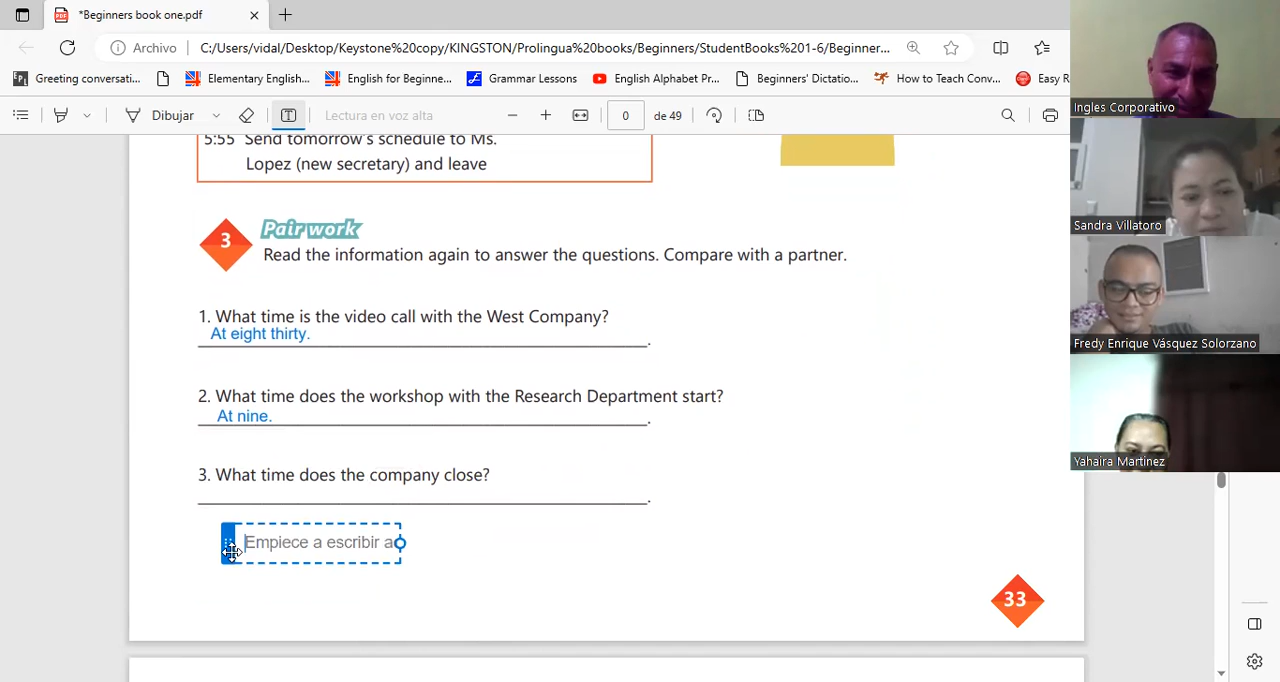 *Beginners book one.pdf
Archivo
C:/Users/vidal/Desktop/Keystone%20copy/KINGSTON/Prolingua%20books/Beginners/StudentBooks%201-6/Beginner...
Greeting conversati...
Elementary English...
English for Beginne...
Grammar Lessons
English Alphabet Pr...
Beginners' Dictatio...
How to Teach Conv...
Easy R
Dibujar
Lectura en voz alta
0 de 49
5:55 Send tomorrow's schedule to Ms.
Lopez (new secretary) and leave
3
Pair work
Read the information again to answer the questions. Compare with a partner.
1. What time is the video call with the West Company?
At eight thirty.
2. What time does the workshop with the Research Department start?
At nine.
3. What time does the company close?
Empiece a escribir a
33
Ingles Corporativo
Sandra Villatoro
Fredy Enrique Vásquez Solorzano
Yahaira Martinez